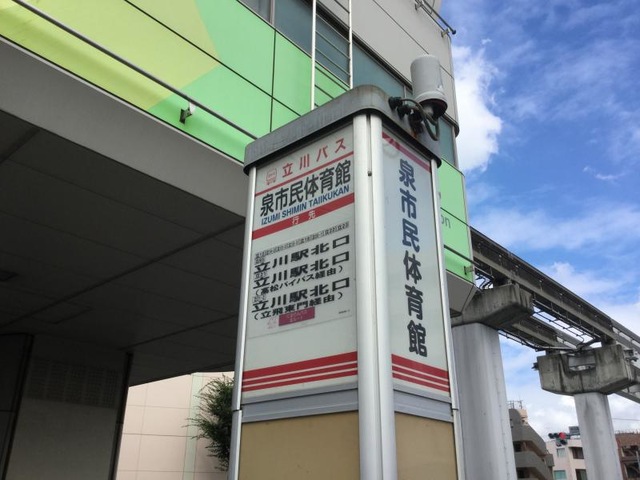 立川バス
泉市民体育館
IZUMI SHIMIN TAIIKUKAN
行先
立川駅北口
立川駅北口
(高松バイパス経由)
立川駅北口
(立飛東門経由)
泉市民体育館